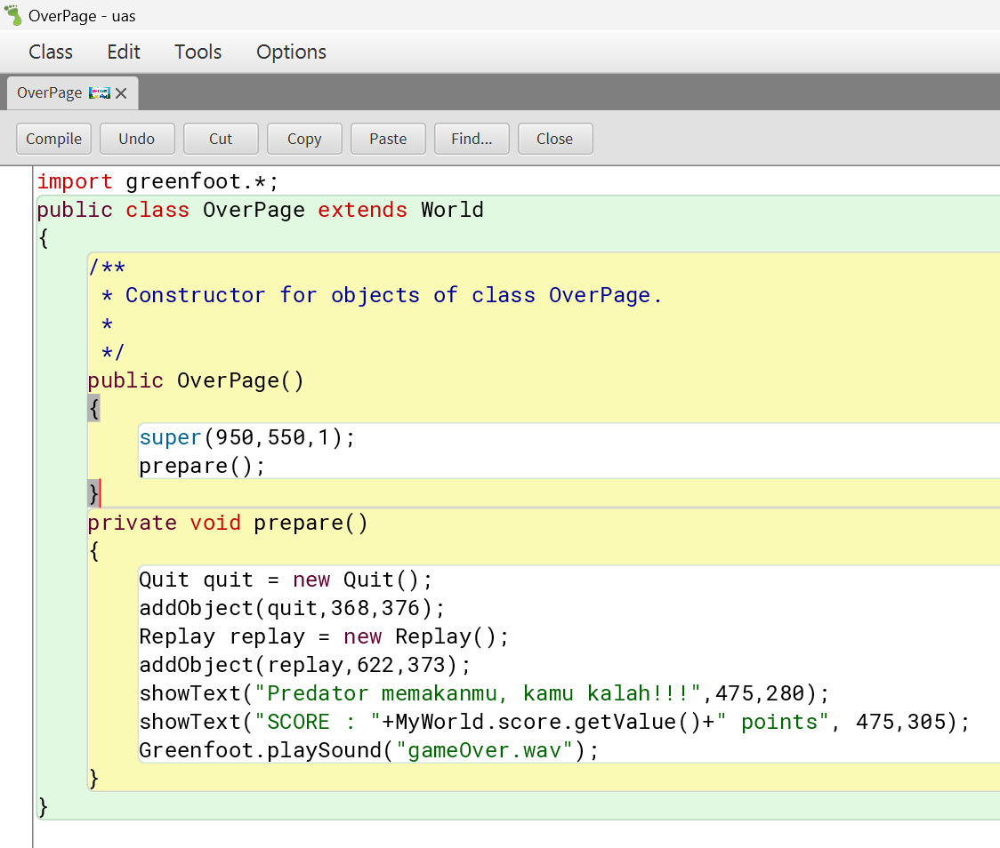 OverPage - uas
Class Edit Tools Options
OverPage
Compile Undo Cut Copy Paste Find... Close
import greenfoot.*;
public class OverPage extends World
{
    /**
     * Constructor for objects of class OverPage.
     *
     */
    public OverPage()
    {
        super(950,550,1);
        prepare();
    }
    private void prepare()
    {
        Quit quit = new Quit();
        addObject(quit,368,376);
        Replay replay = new Replay();
        addObject(replay,622,373);
        showText("Predator memakanmu, kamu kalah!!!",475,280);
        showText("SCORE : "+MyWorld.score.getValue()+" points", 475,305);
        Greenfoot.playSound("gameOver.wav");
    }
}